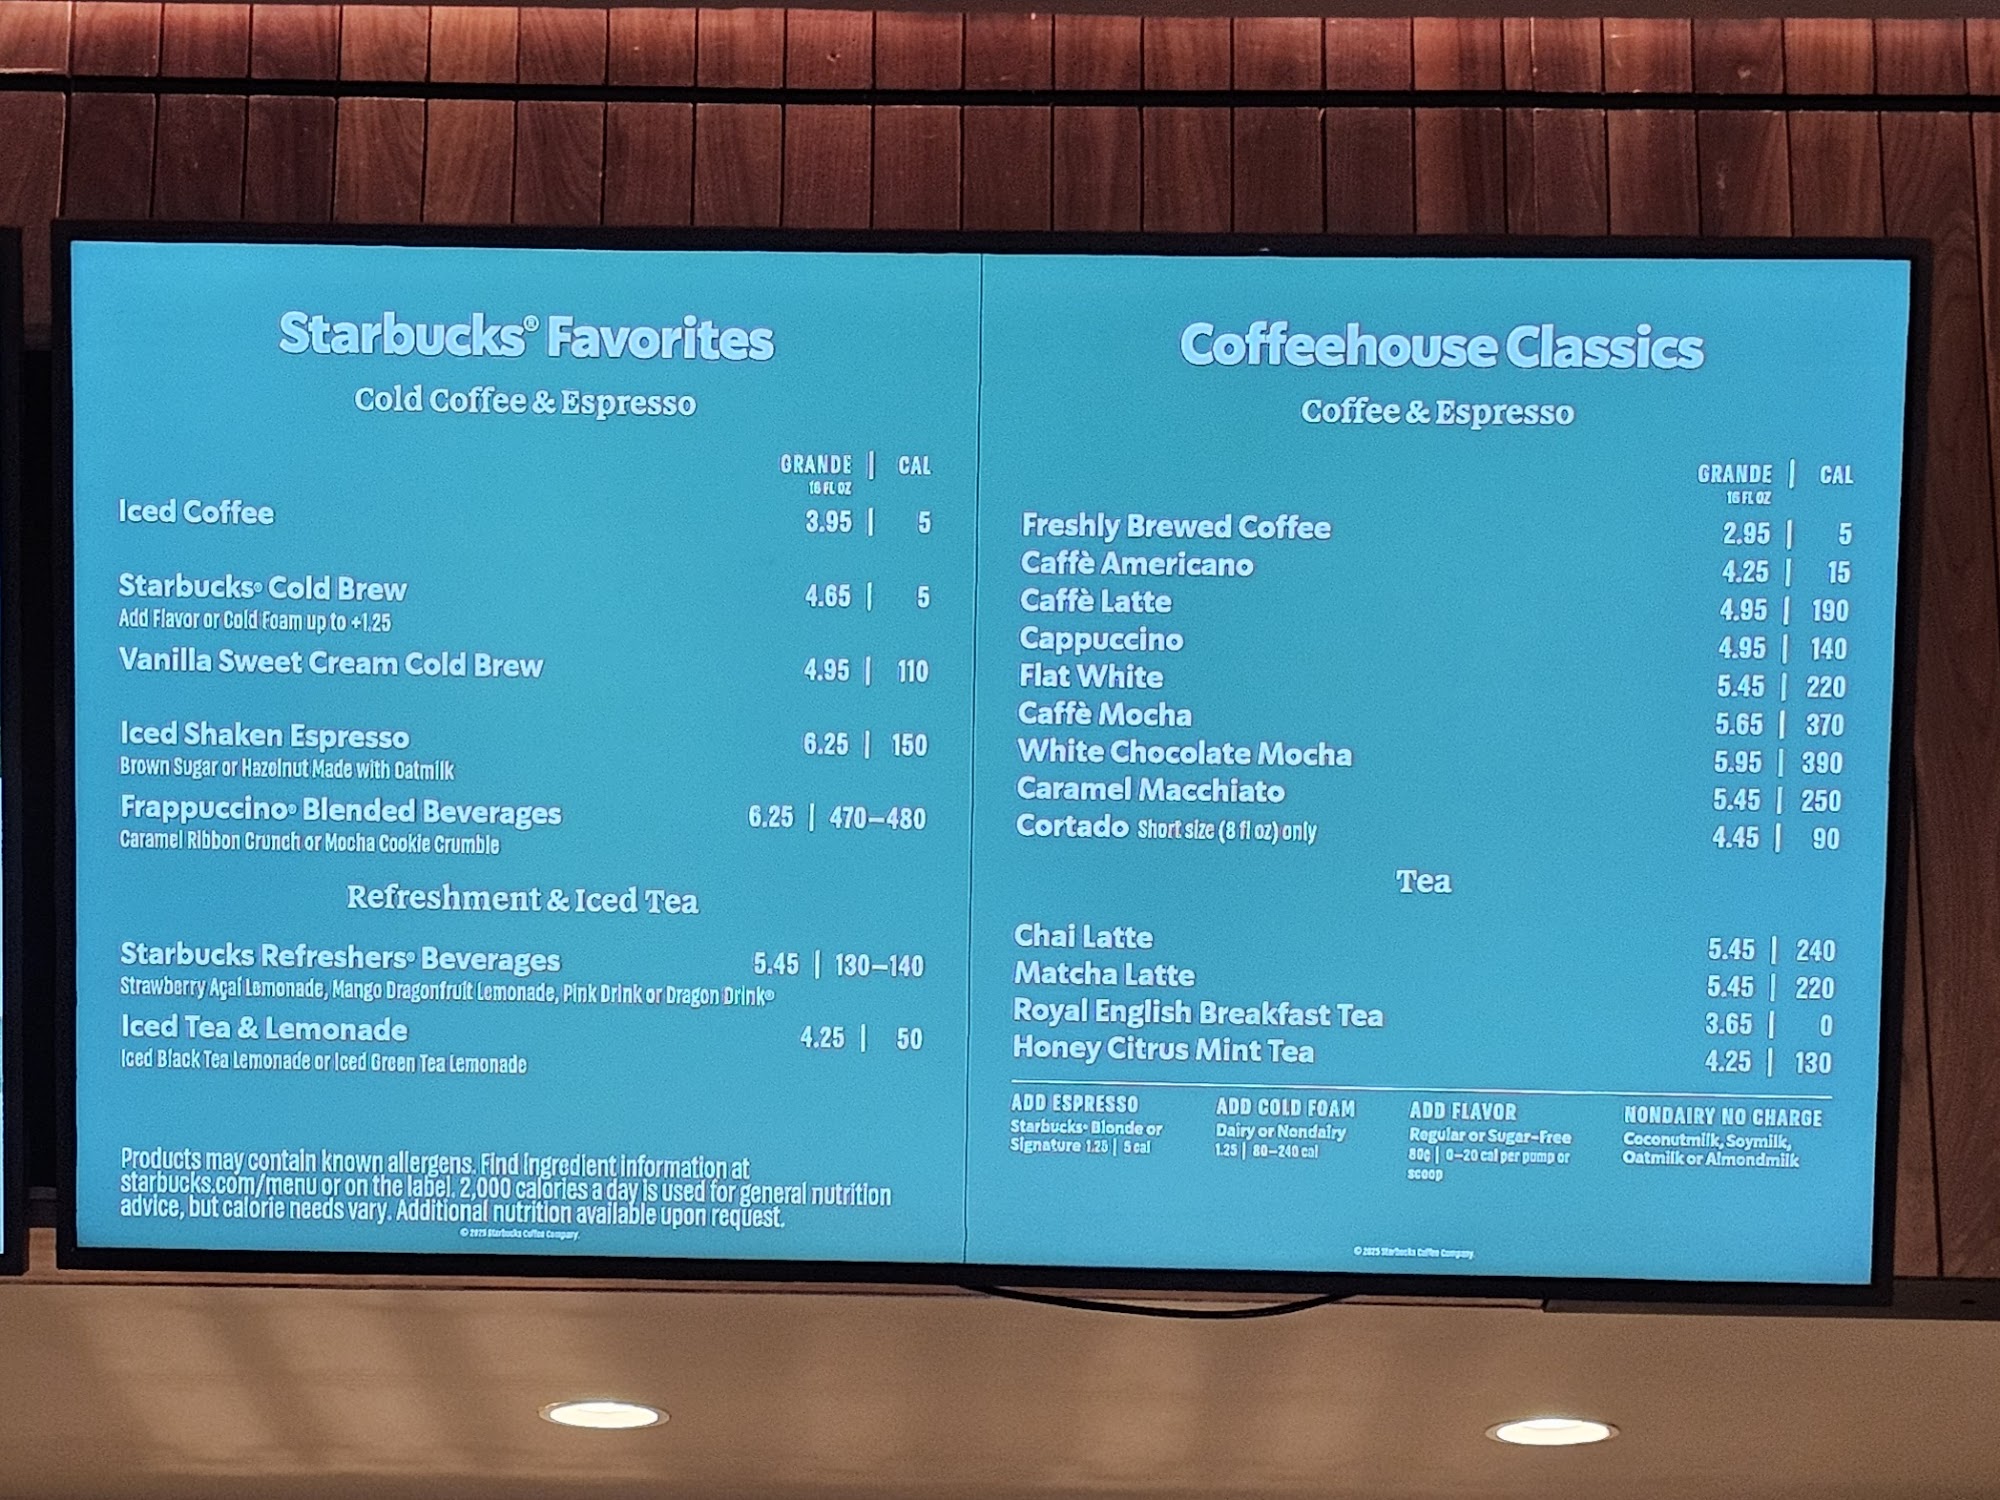 Starbucks® Favorites
Cold Coffee & Espresso
GRANDE | CAL
16 FL OZ
Iced Coffee 3.95 | 5
Starbucks® Cold Brew 4.65 | 5
Add Flavor or Cold Foam up to +1.25
Vanilla Sweet Cream Cold Brew 4.95 | 110
Iced Shaken Espresso 6.25 | 150
Brown Sugar or Hazelnut Made with Oatmilk
Frappuccino® Blended Beverages 6.25 | 470–480
Caramel Ribbon Crunch or Mocha Cookie Crumble
Refreshment & Iced Tea
Starbucks Refreshers® Beverages 5.45 | 130–140
Strawberry Açaí Lemonade, Mango Dragonfruit Lemonade, Pink Drink or Dragon Drink®
Iced Tea & Lemonade 4.25 | 50
Iced Black Tea Lemonade or Iced Green Tea Lemonade
Products may contain known allergens. Find ingredient information at
starbucks.com/menu or on the label. 2,000 calories a day is used for general nutrition
advice, but calorie needs vary. Additional nutrition available upon request.
© 2025 Starbucks Coffee Company.
Coffeehouse Classics
Coffee & Espresso
GRANDE | CAL
16 FL OZ
Freshly Brewed Coffee 2.95 | 5
Caffè Americano 4.25 | 15
Caffè Latte 4.95 | 190
Cappuccino 4.95 | 140
Flat White 5.45 | 220
Caffè Mocha 5.65 | 370
White Chocolate Mocha 5.95 | 390
Caramel Macchiato 5.45 | 250
Cortado Short size (8 fl oz) only 4.45 | 90
Tea
Chai Latte 5.45 | 240
Matcha Latte 5.45 | 220
Royal English Breakfast Tea 3.65 | 0
Honey Citrus Mint Tea 4.25 | 130
ADD ESPRESSO
Starbucks® Blonde or
Signature 1.25 | 5 cal
ADD COLD FOAM
Dairy or Nondairy
1.25 | 80–240 cal
ADD FLAVOR
Regular or Sugar-Free
80¢ | 0–20 cal per pump or
scoop
NONDAIRY NO CHARGE
Coconutmilk, Soymilk,
Oatmilk or Almondmilk
© 2025 Starbucks Coffee Company.